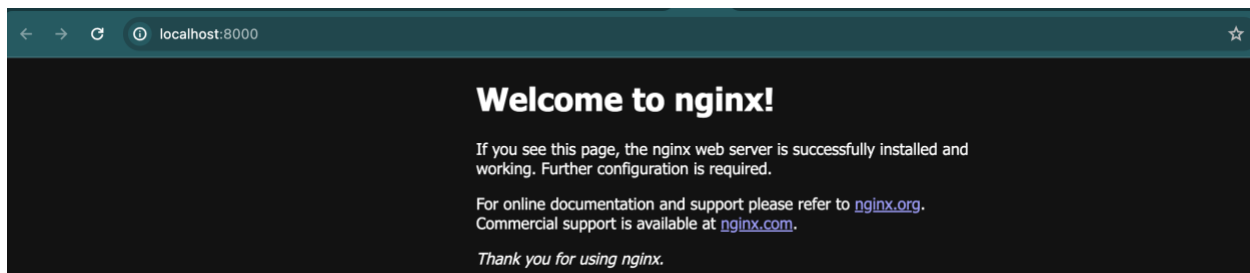 localhost:8000
Welcome to nginx!
If you see this page, the nginx web server is successfully installed and
working. Further configuration is required.
For online documentation and support please refer to nginx.org.
Commercial support is available at nginx.com.
Thank you for using nginx.